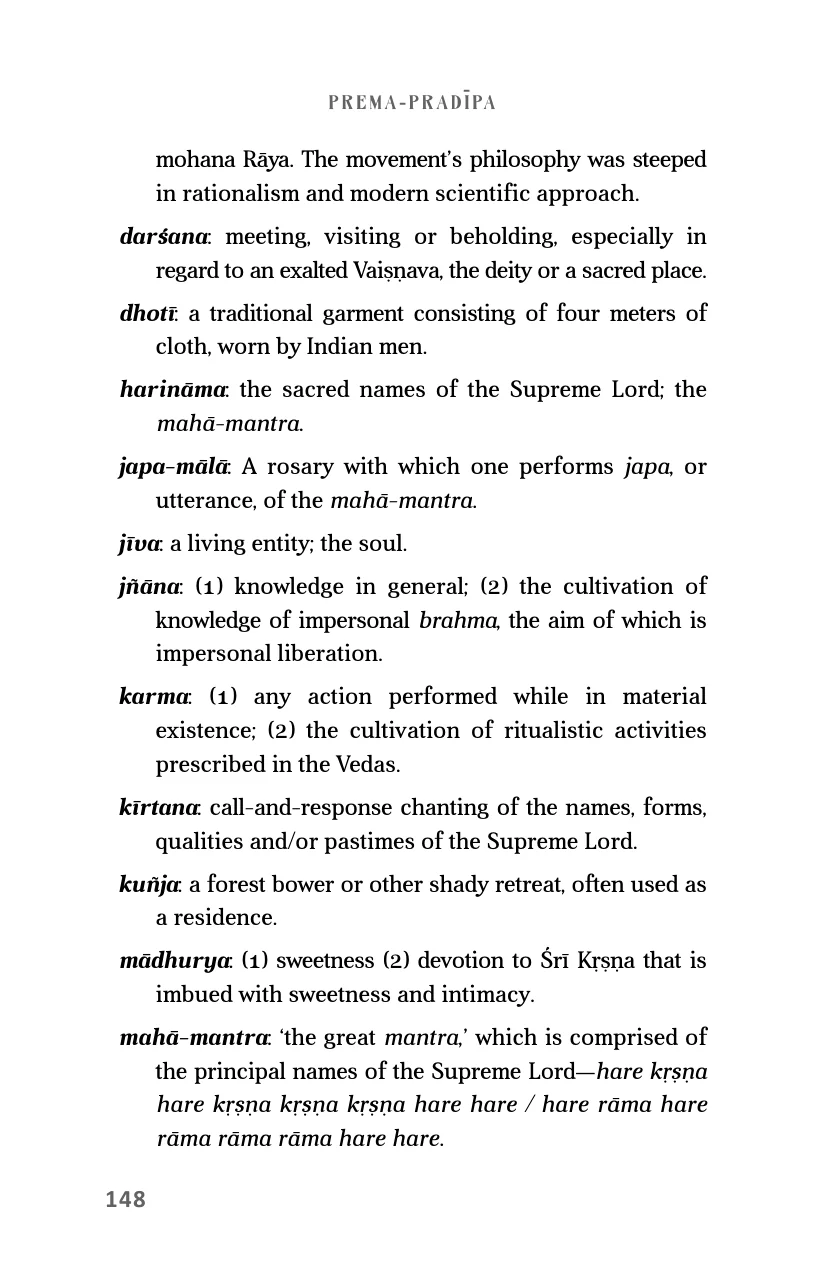 PREMA-PRADĪPA
mohana Rāya. The movement’s philosophy was steeped
in rationalism and modern scientific approach.
darśana: meeting, visiting or beholding, especially in
regard to an exalted Vaiṣṇava, the deity or a sacred place.
dhotī: a traditional garment consisting of four meters of
cloth, worn by Indian men.
harināma: the sacred names of the Supreme Lord; the
mahā-mantra.
japa-mālā: A rosary with which one performs japa, or
utterance, of the mahā-mantra.
jīva: a living entity; the soul.
jñāna: (1) knowledge in general; (2) the cultivation of
knowledge of impersonal brahma, the aim of which is
impersonal liberation.
karma: (1) any action performed while in material
existence; (2) the cultivation of ritualistic activities
prescribed in the Vedas.
kīrtana: call-and-response chanting of the names, forms,
qualities and/or pastimes of the Supreme Lord.
kuñja: a forest bower or other shady retreat, often used as
a residence.
mādhurya: (1) sweetness (2) devotion to Śrī Kṛṣṇa that is
imbued with sweetness and intimacy.
mahā-mantra: ‘the great mantra,’ which is comprised of
the principal names of the Supreme Lord—hare kṛṣṇa
hare kṛṣṇa kṛṣṇa kṛṣṇa hare hare / hare rāma hare
rāma rāma rāma hare hare.
148